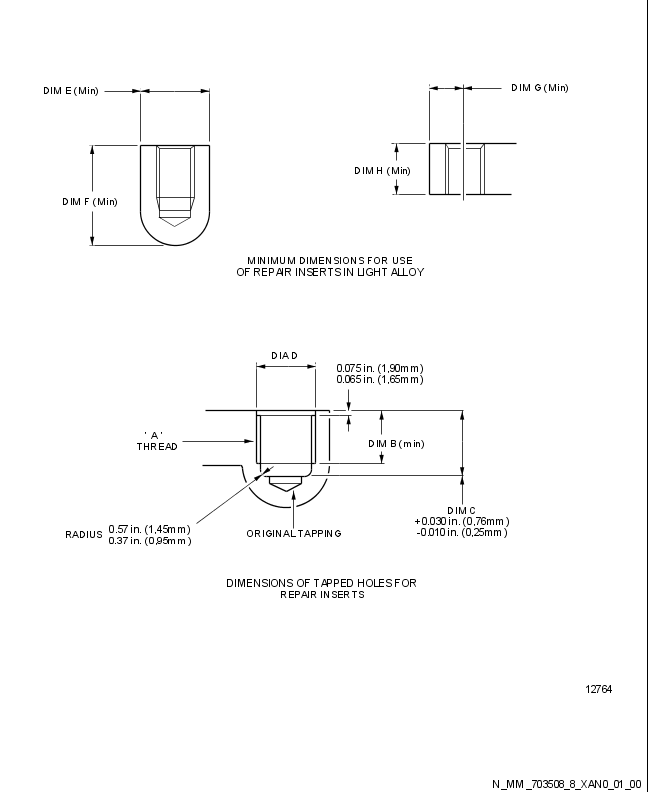 DIM E (Min)
DIM G (Min)
DIM H (Min)
DIM F (Min)
MINIMUM DIMENSIONS FOR USE
OF REPAIR INSERTS IN LIGHT ALLOY
DIA D
0.075 in. (1,90mm)
0.065 in. (1,65mm)
' A '
THREAD
DIM B (min)
RADIUS 0.57 in. (1,45mm)
0.37 in. (0,95mm)
ORIGINAL TAPPING
DIM C
+0.030 in. (0,76mm)
-0.010 in. (0,25mm)
DIMENSIONS OF TAPPED HOLES FOR
REPAIR INSERTS
12764
N_MM_703508_8_XAN0_01_00